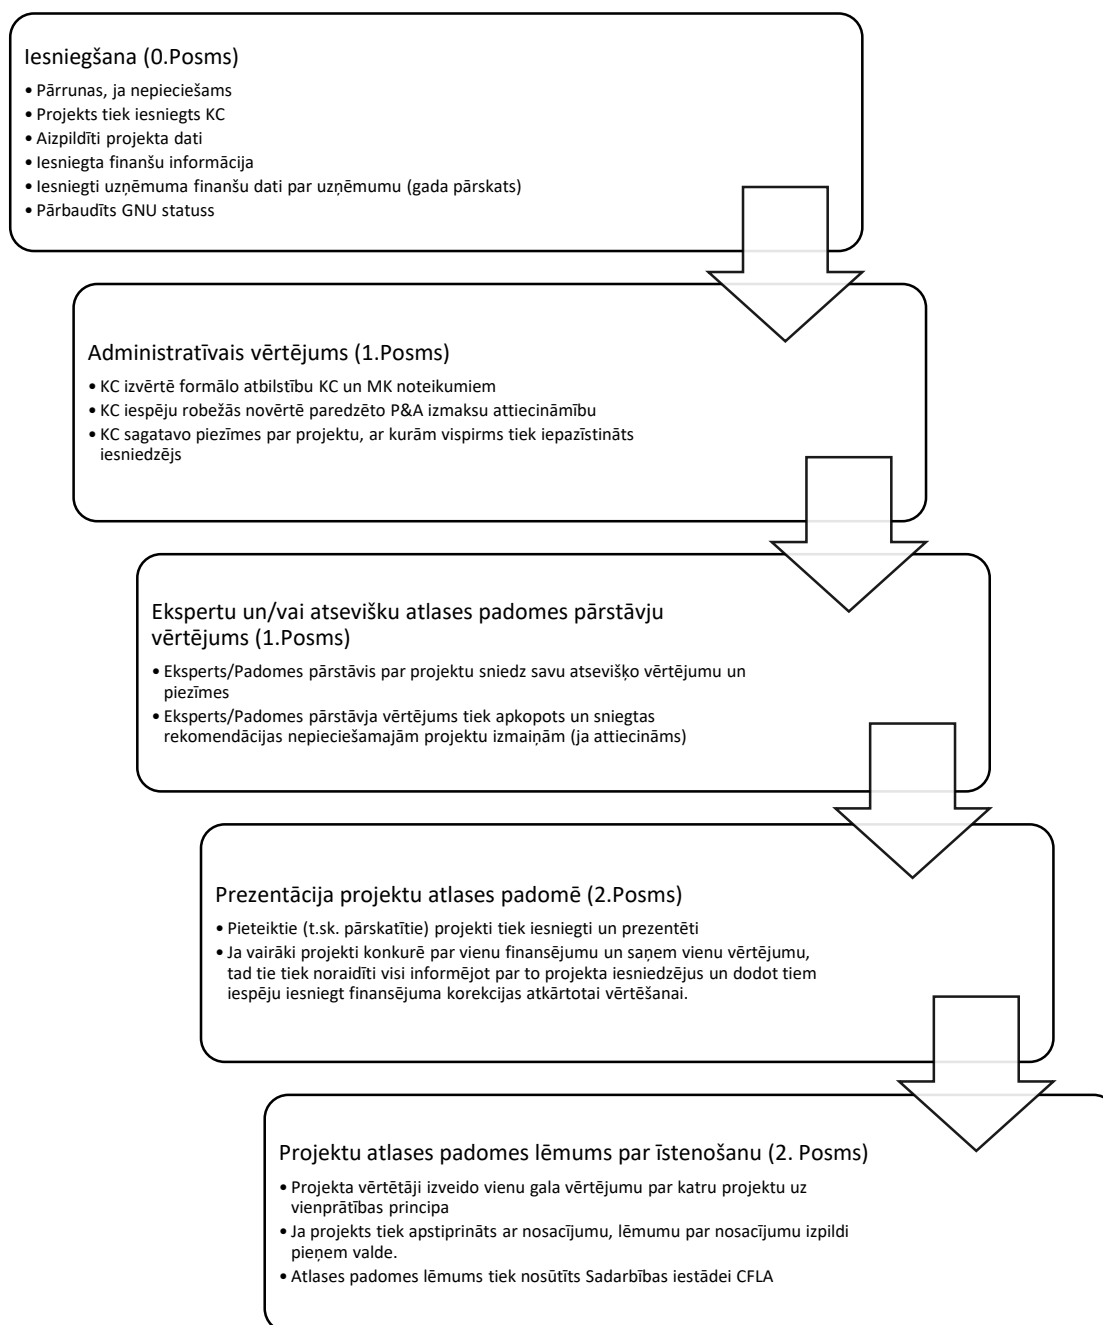 Iesniegšana (0.Posms)
• Pārrunas, ja nepieciešams
• Projekts tiek iesniegts KC
• Aizpildīti projekta dati
• Iesniegta finanšu informācija
• Iesniegti uzņēmuma finanšu dati par uzņēmumu (gada pārskats)
• Pārbaudīts GNU statuss
Administratīvais vērtējums (1.Posms)
• KC izvērtē formālo atbilstību KC un MK noteikumiem
• KC iespēju robežās novērtē paredzēto P&A izmaksu attiecināmību
• KC sagatavo piezīmes par projektu, ar kurām vispirms tiek iepazīstināts
iesniedzējs
Ekspertu un/vai atsevišku atlases padomes pārstāvju
vērtējums (1.Posms)
• Eksperts/Padomes pārstāvis par projektu sniedz savu atsevišķo vērtējumu un
piezīmes
• Eksperts/Padomes pārstāvja vērtējums tiek apkopots un sniegtas
rekomendācijas nepieciešamajām projektu izmaiņām (ja attiecināms)
Prezentācija projektu atlases padomē (2.Posms)
• Pieteiktie (t.sk. pārskatītie) projekti tiek iesniegti un prezentēti
• Ja vairāki projekti konkurē par vienu finansējumu un saņem vienu vērtējumu,
tad tie tiek noraidīti visi informējot par to projekta iesniedzējus un dodot tiem
iespēju iesniegt finansējuma korekcijas atkārtotai vērtēšanai.
Projektu atlases padomes lēmums par īstenošanu (2. Posms)
• Projekta vērtētāji izveido vienu gala vērtējumu par katru projektu uz
vienprātības principa
• Ja projekts tiek apstiprināts ar nosacījumu, lēmumu par nosacījumu izpildi
pieņem valde.
• Atlases padomes lēmums tiek nosūtīts Sadarbības iestādei CFLA